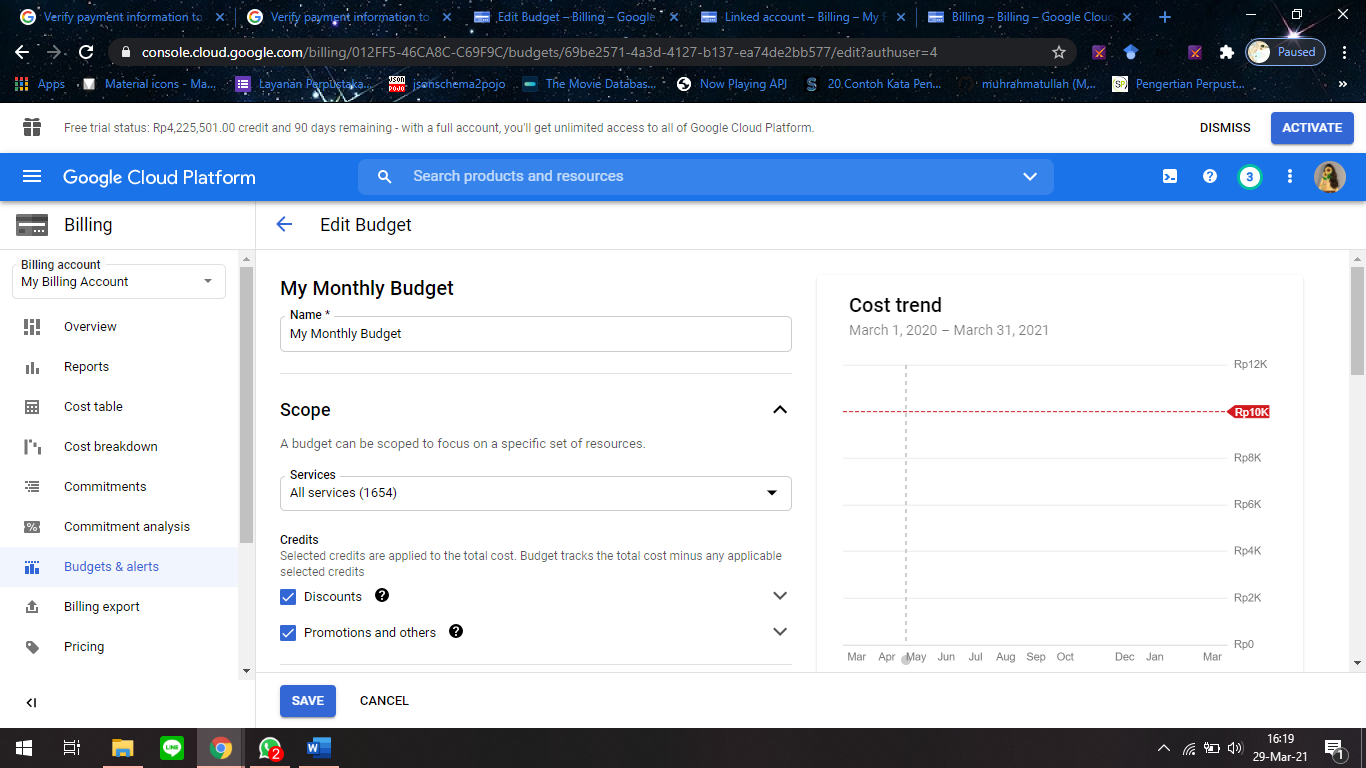 Verify payment information to
Verify payment information to
Edit Budget – Billing – Google
Linked account – Billing – My F
Billing – Billing – Google Clou
console.cloud.google.com/billing/012FF5-46CA8C-C69F9C/budgets/69be2571-4a3d-4127-b137-ea74de2bb577/edit?authuser=4
Paused
Apps
Material icons - Ma...
Layanan Perpustaka...
JSON POJO
jsonschema2pojo
The Movie Databas...
Now Playing API
20 Contoh Kata Pen...
muhrahmatullah (M...
Pengertian Perpust...
Free trial status: Rp4,225,501.00 credit and 90 days remaining - with a full account, you'll get unlimited access to all of Google Cloud Platform.
DISMISS
ACTIVATE
Google Cloud Platform
Search products and resources
3
Billing
Edit Budget
Billing account
My Billing Account
Overview
Reports
Cost table
Cost breakdown
Commitments
Commitment analysis
Budgets & alerts
Billing export
Pricing
My Monthly Budget
Name *
My Monthly Budget
Scope
A budget can be scoped to focus on a specific set of resources.
Services
All services (1654)
Credits
Selected credits are applied to the total cost. Budget tracks the total cost minus any applicable
selected credits
Discounts
Promotions and others
SAVE
CANCEL
Cost trend
March 1, 2020 – March 31, 2021
Rp12K
Rp10K
Rp8K
Rp6K
Rp4K
Rp2K
Rp0
Mar Apr May Jun Jul Aug Sep Oct Dec Jan Mar
LINE
2
W
16:19
29-Mar-21
1